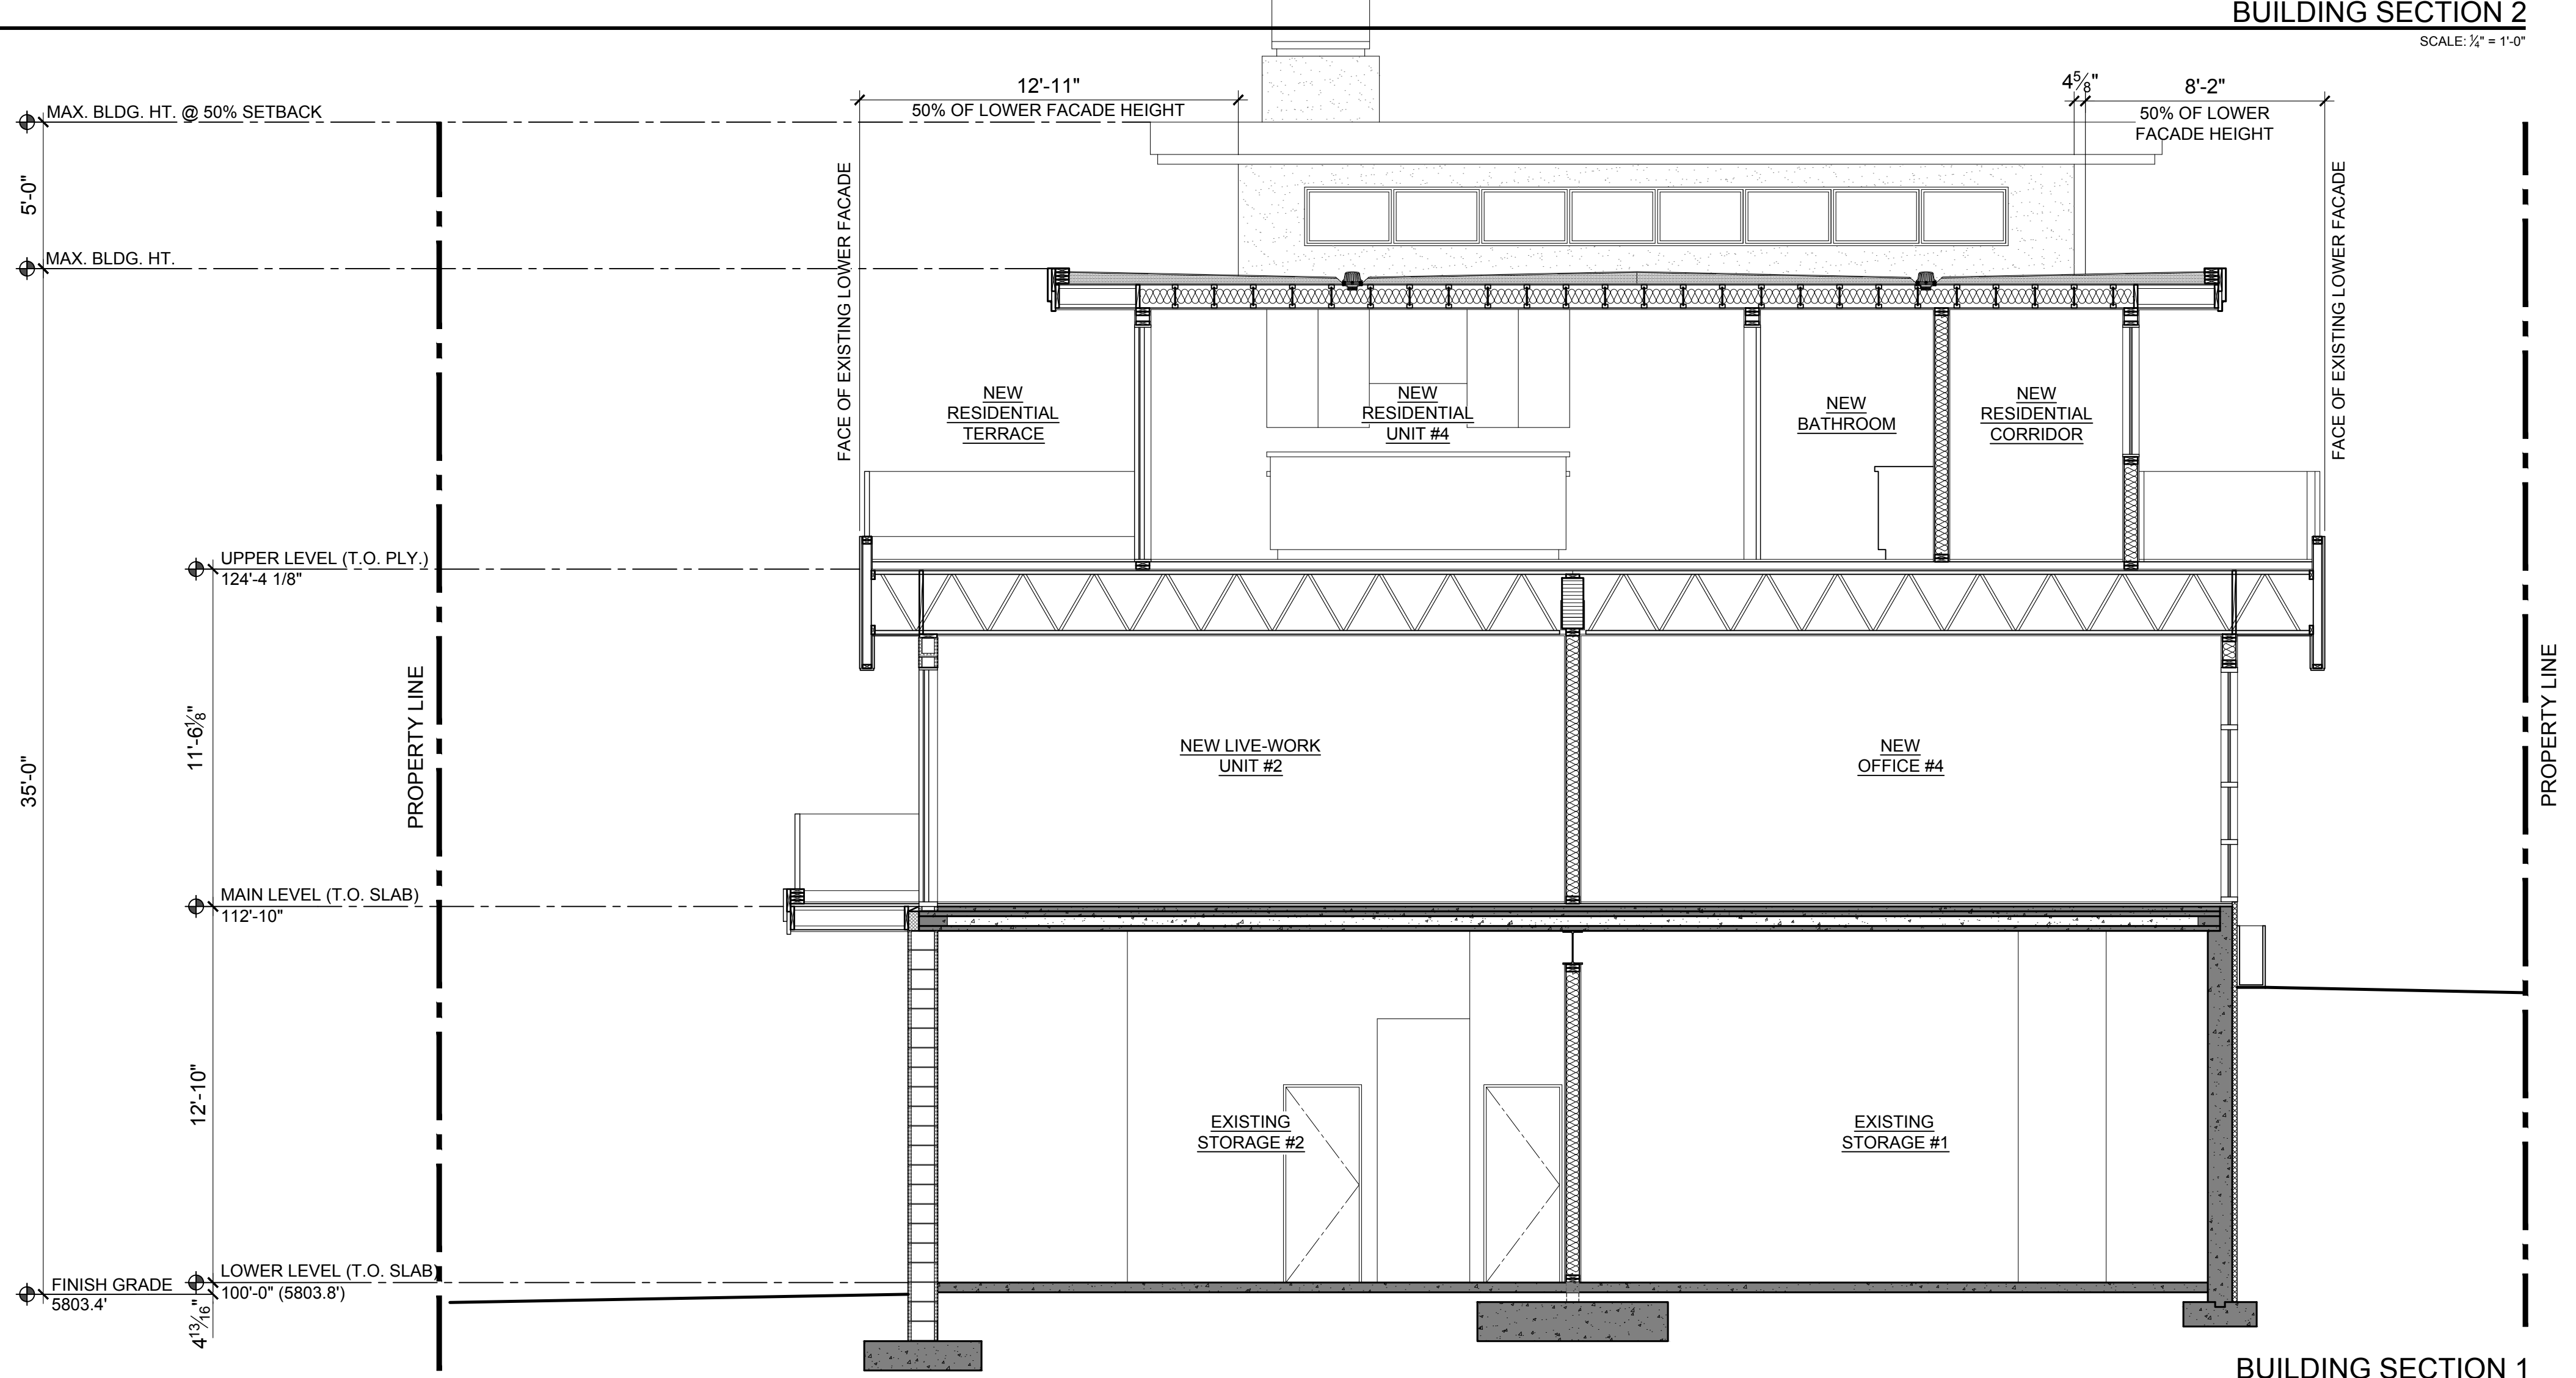 BUILDING SECTION 2
SCALE: ¼" = 1'-0"
12'-11"
50% OF LOWER FACADE HEIGHT
4⅝"
8'-2"
50% OF LOWER
FACADE HEIGHT
MAX. BLDG. HT. @ 50% SETBACK
5'-0"
MAX. BLDG. HT.
FACE OF EXISTING LOWER FACADE
FACE OF EXISTING LOWER FACADE
NEW
RESIDENTIAL
TERRACE
NEW
RESIDENTIAL
UNIT #4
NEW
BATHROOM
NEW
RESIDENTIAL
CORRIDOR
UPPER LEVEL (T.O. PLY.)
124'-4 1/8"
PROPERTY LINE
PROPERTY LINE
35'-0"
11'-6⅛"
NEW LIVE-WORK
UNIT #2
NEW
OFFICE #4
MAIN LEVEL (T.O. SLAB)
112'-10"
12'-10"
EXISTING
STORAGE #2
EXISTING
STORAGE #1
LOWER LEVEL (T.O. SLAB)
100'-0" (5803.8')
FINISH GRADE
5803.4'
4 13/16"
BUILDING SECTION 1